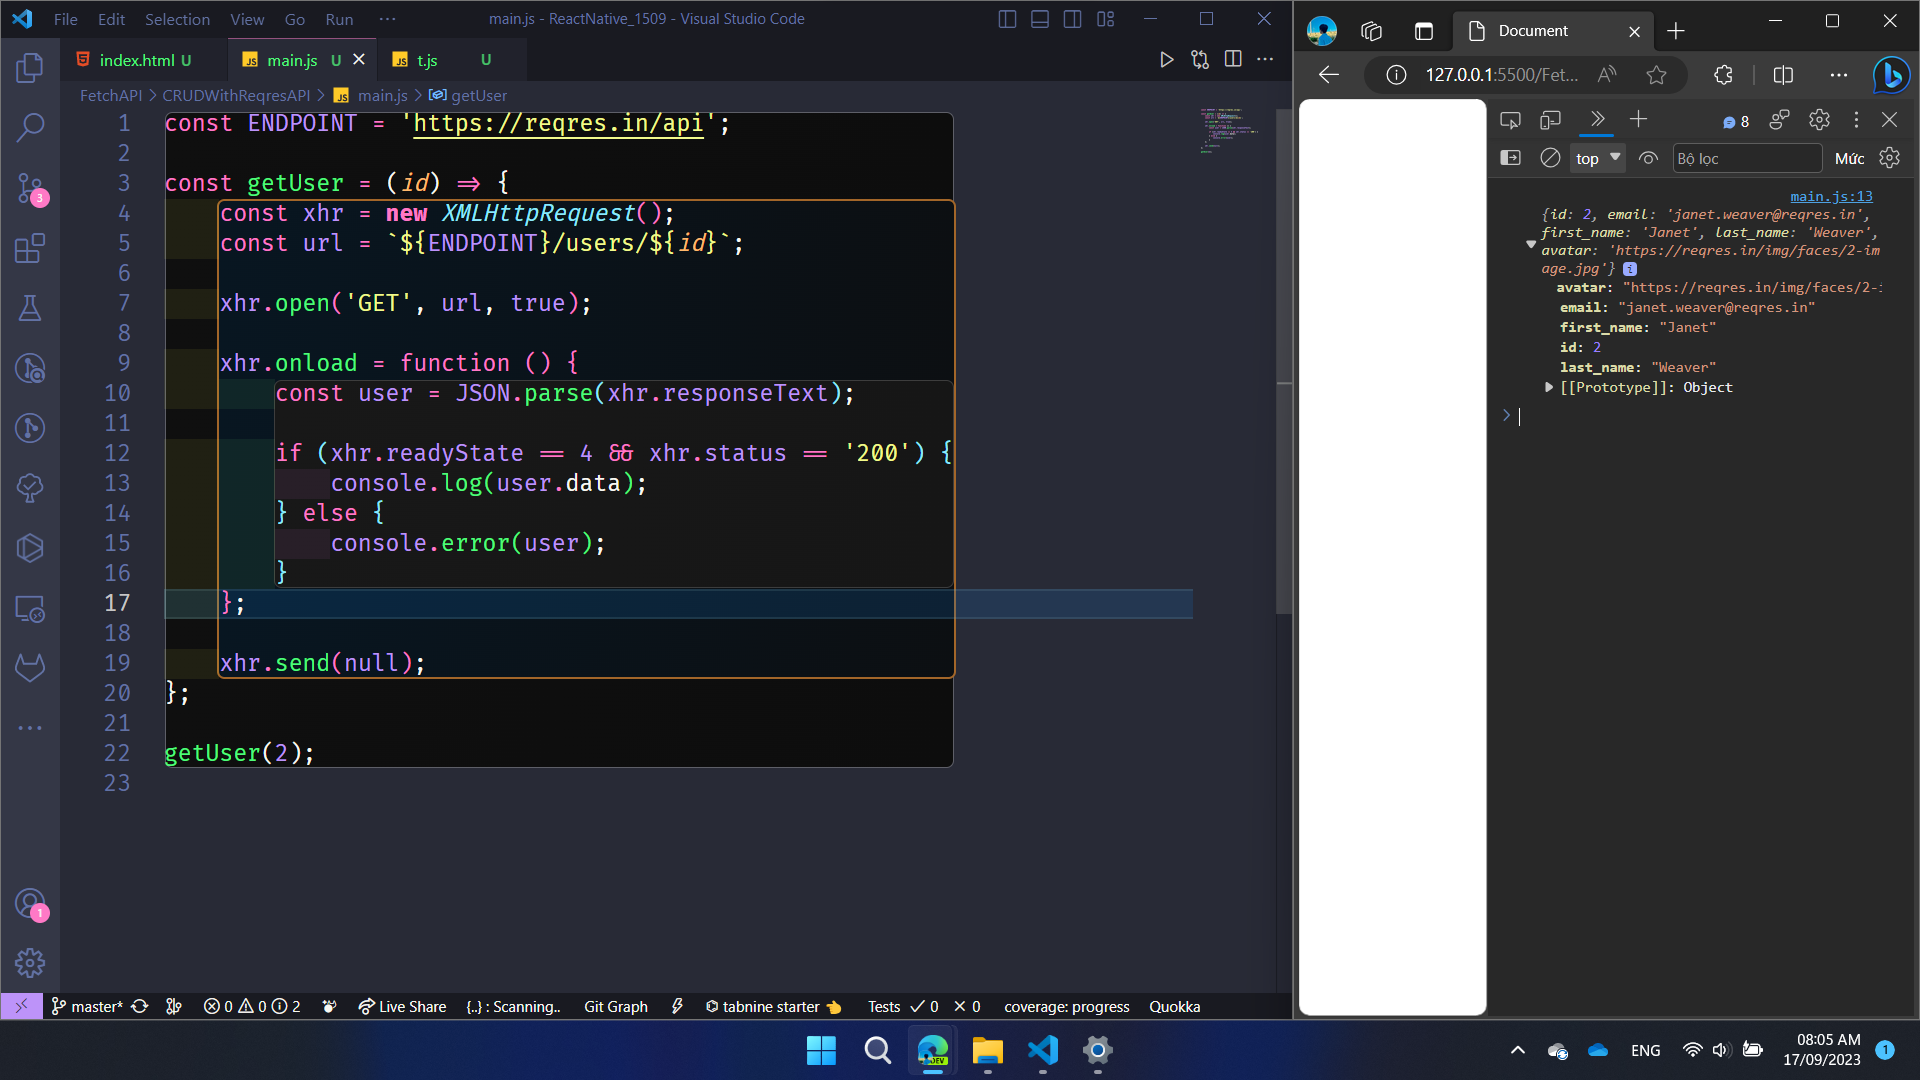 File Edit Selection View Go Run ··· main.js - ReactNative_1509 - Visual Studio Code
index.html U main.js U t.js U
FetchAPI > CRUDWithReqresAPI > main.js > getUser
1 const ENDPOINT = 'https://reqres.in/api';
2
3 const getUser = (id) => {
4 const xhr = new XMLHttpRequest();
5 const url = `${ENDPOINT}/users/${id}`;
6
7 xhr.open('GET', url, true);
8
9 xhr.onload = function () {
10 const user = JSON.parse(xhr.responseText);
11
12 if (xhr.readyState == 4 && xhr.status == '200') {
13 console.log(user.data);
14 } else {
15 console.error(user);
16 }
17 };
18
19 xhr.send(null);
20 };
21
22 getUser(2);
23
3
1
master* 0 0 2 Live Share {..} : Scanning.. Git Graph tabnine starter Tests ✓ 0 × 0 coverage: progress Quokka
Document
127.0.0.1:5500/Fet...
8
top Bộ lọc Mức
main.js:13
{id: 2, email: 'janet.weaver@reqres.in',
first_name: 'Janet', last_name: 'Weaver',
avatar: 'https://reqres.in/img/faces/2-im
age.jpg'} i
avatar: "https://reqres.in/img/faces/2-i
email: "janet.weaver@reqres.in"
first_name: "Janet"
id: 2
last_name: "Weaver"
[[Prototype]]: Object
DEV
ENG
08:05 AM
17/09/2023
1